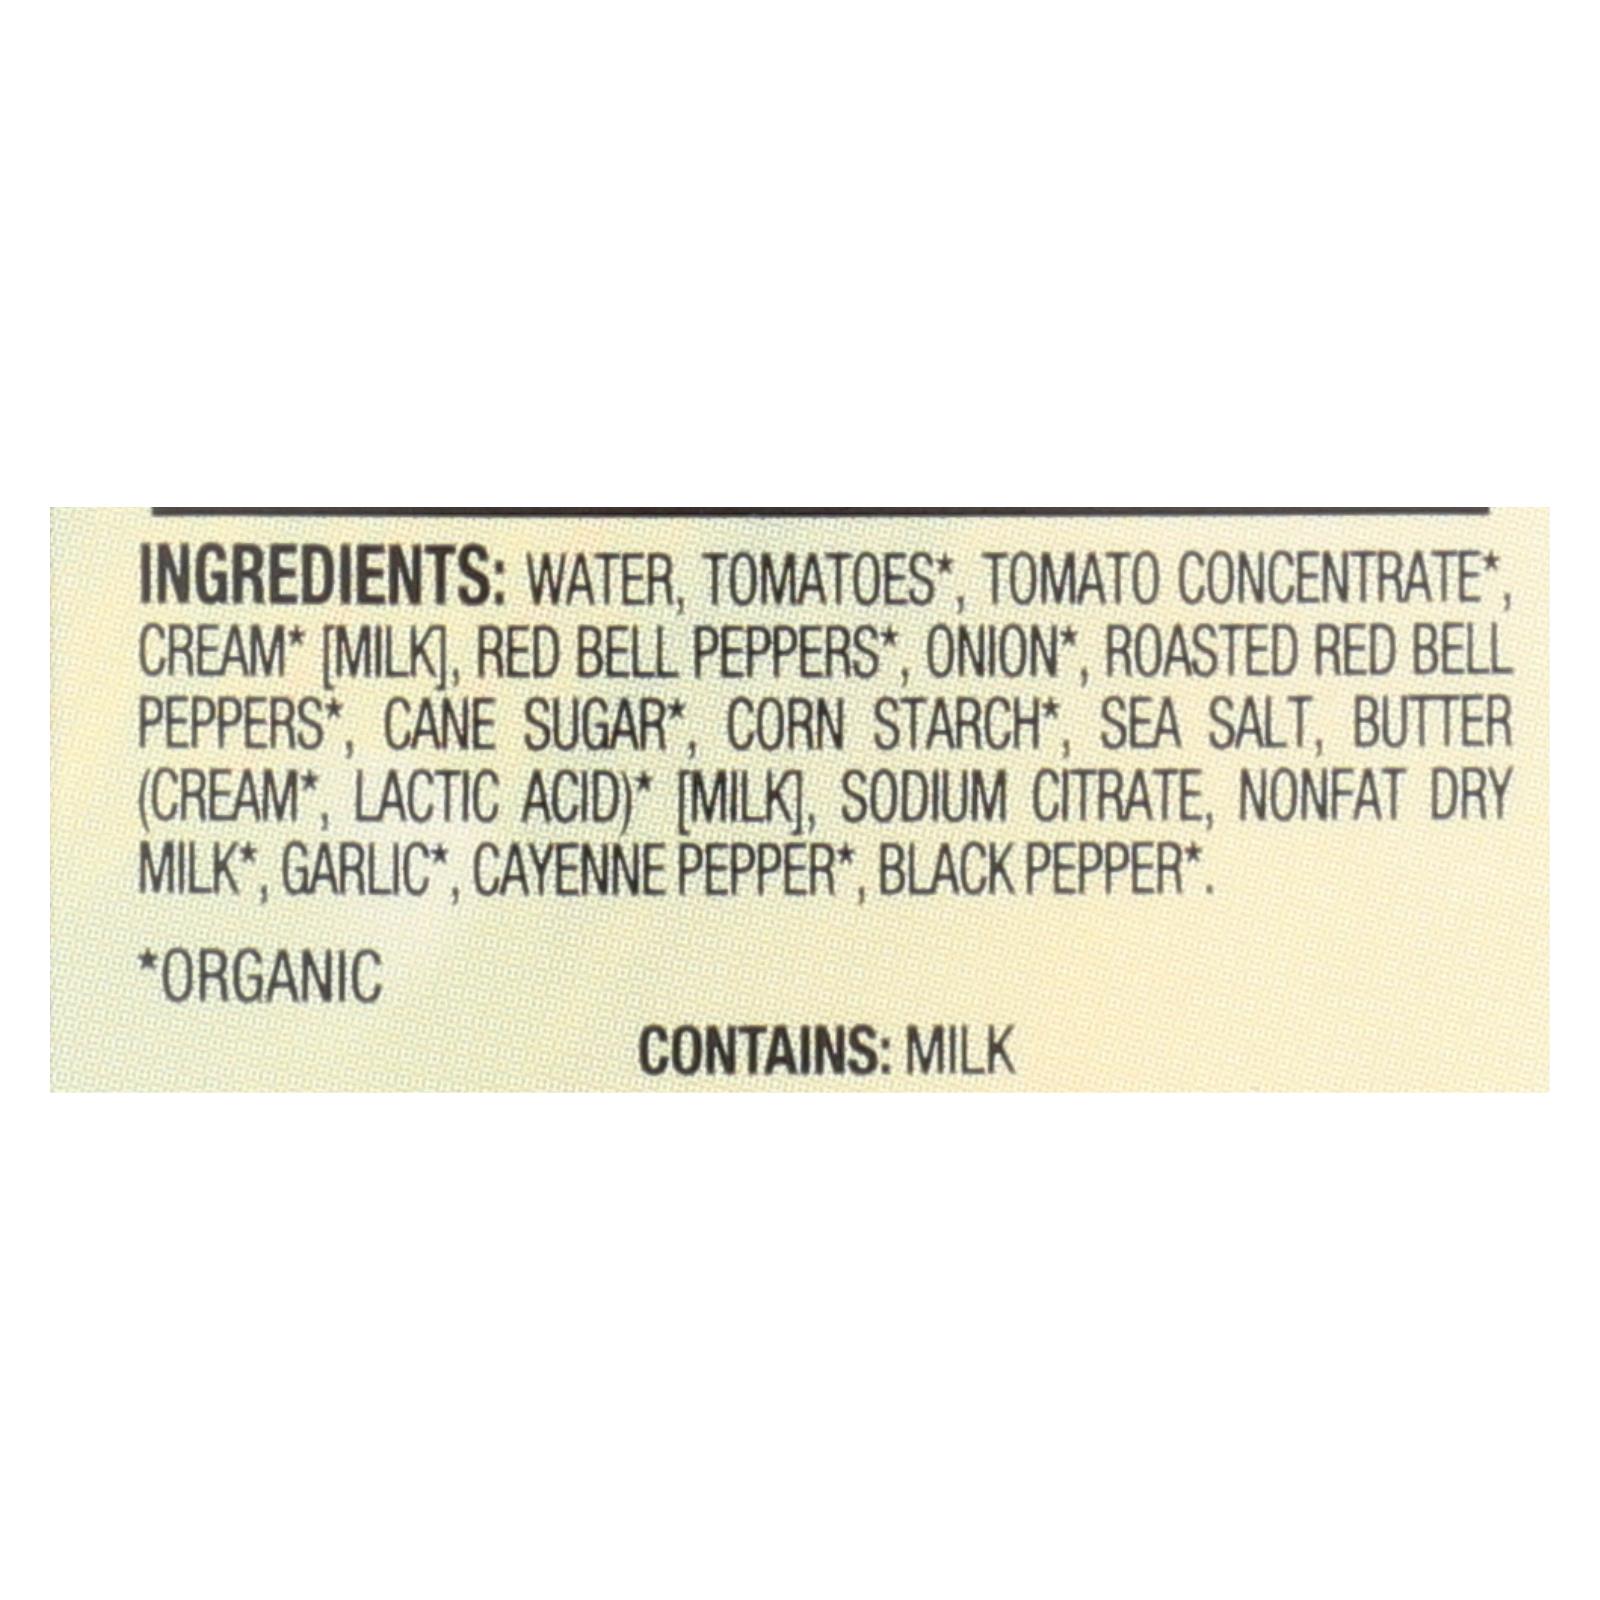 INGREDIENTS: WATER, TOMATOES*, TOMATO CONCENTRATE*,
CREAM* [MILK], RED BELL PEPPERS*, ONION*, ROASTED RED BELL
PEPPERS*, CANE SUGAR*, CORN STARCH*, SEA SALT, BUTTER
(CREAM*, LACTIC ACID)* [MILK], SODIUM CITRATE, NONFAT DRY
MILK*, GARLIC*, CAYENNE PEPPER*, BLACK PEPPER*.
*ORGANIC
CONTAINS: MILK